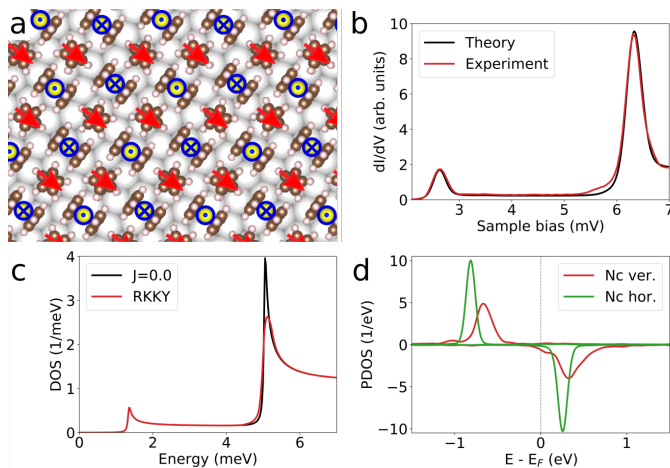 a
b
10
8
6
4
2
0
dI/dV (arb. units)
Theory
Experiment
3
4
5
6
7
Sample bias (mV)
c
4
3
2
1
0
DOS (1/meV)
J=0.0
RKKY
0
2
4
6
Energy (meV)
d
10
5
0
−5
−10
PDOS (1/eV)
Nc ver.
Nc hor.
−1
0
1
E - E_F (eV)